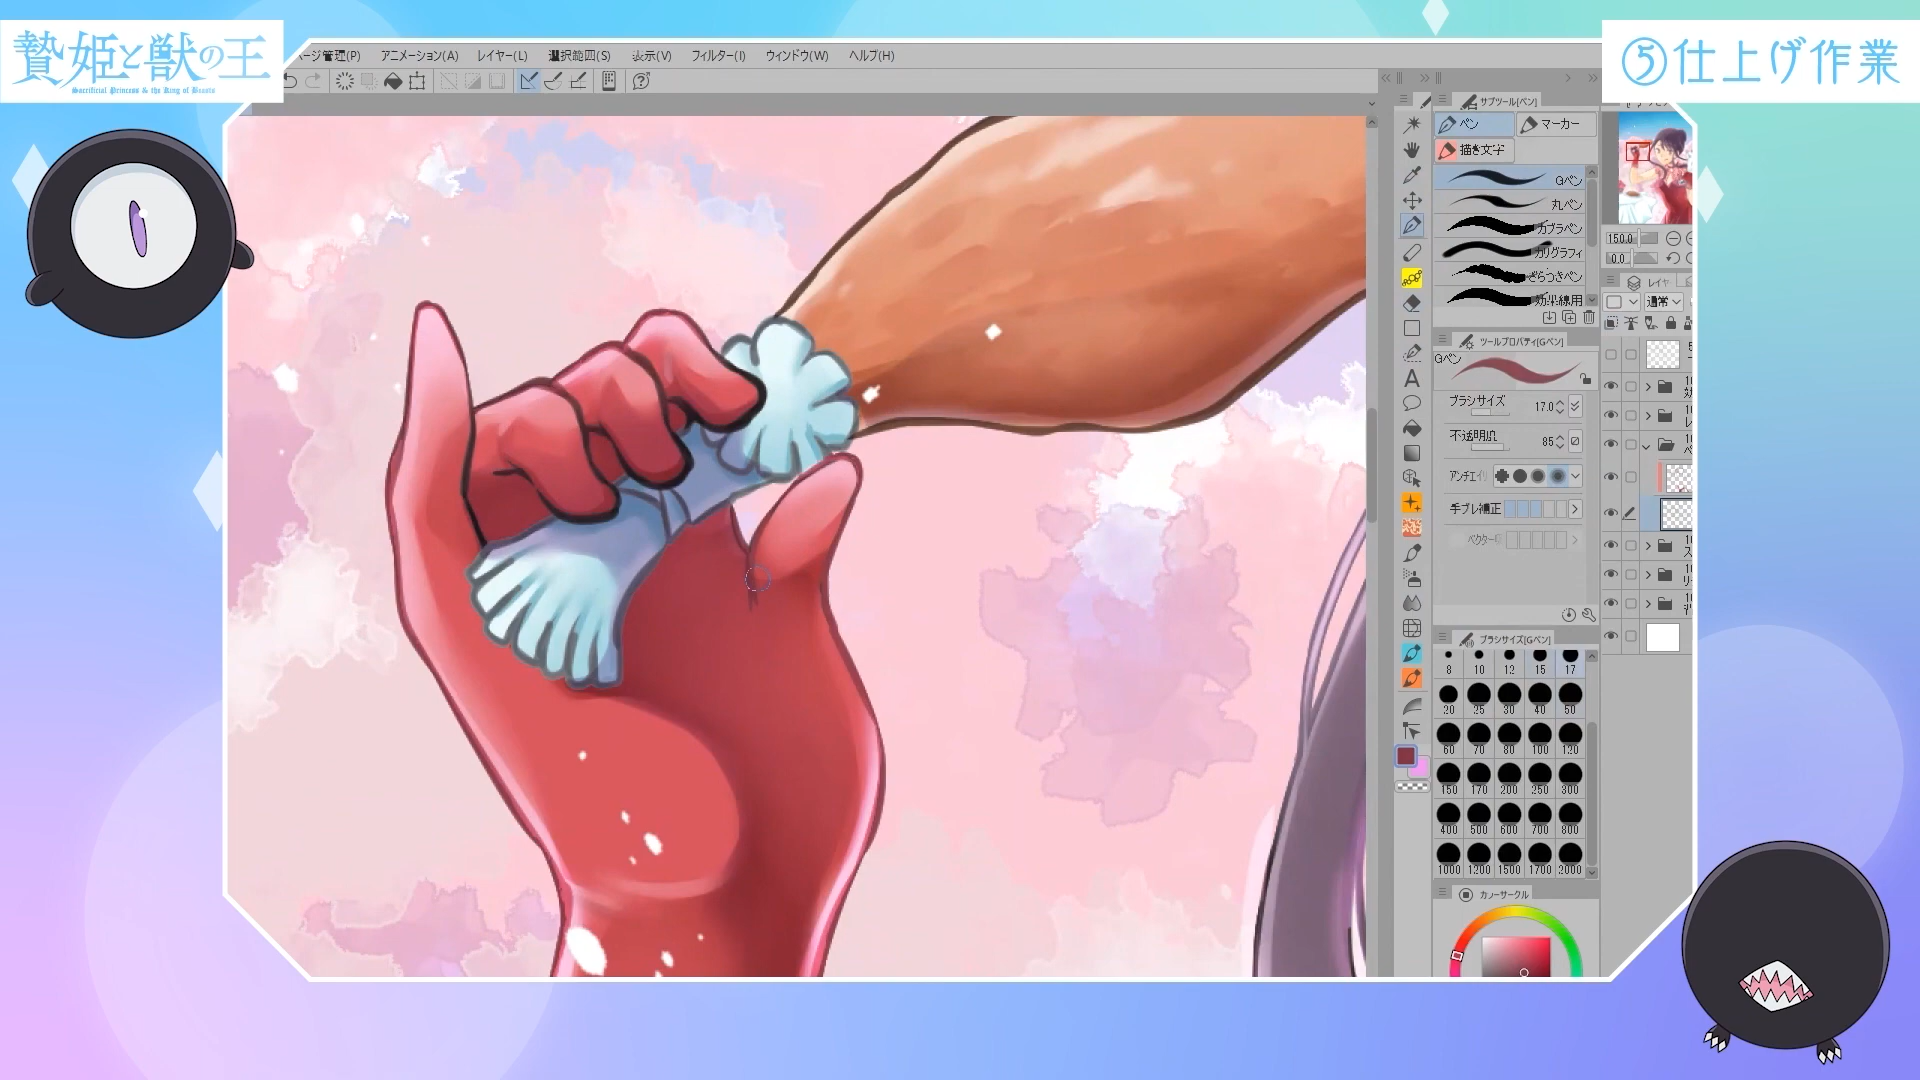 贄姫と獣の王
Sacrificial Princess & the King of Beasts
⑤仕上げ作業
ページ管理(P) アニメーション(A) レイヤー(L) 選択範囲(S) 表示(V) フィルター(I) ウィンドウ(W) ヘルプ(H)
サブツール[ペン]
ペン マーカー
描き文字
Gペン
丸ペン
カブラペン
カリグラフィ
ざらつきペン
効果線用
ツールプロパティ[Gペン]
Gペン
ブラシサイズ 17.0
不透明度 85
アンチエイ
手ブレ補正
ベクター
ブラシサイズ[Gペン]
8 10 12 15 17
20 25 30 40 50
60 70 80 100 120
150 170 200 250 300
400 500 600 700 800
1000 1200 1500 1700 2000
カラーサークル
150.0
0.0
レイヤ
通常